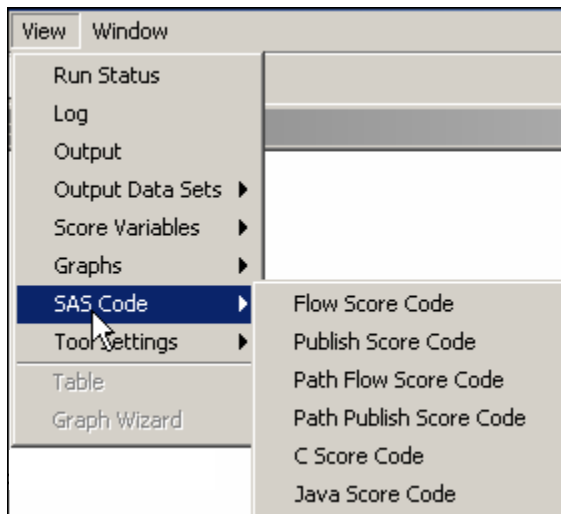 View Window
Run Status
Log
Output
Output Data Sets
Score Variables
Graphs
SAS Code
Tool Settings
Table
Graph Wizard
Flow Score Code
Publish Score Code
Path Flow Score Code
Path Publish Score Code
C Score Code
Java Score Code